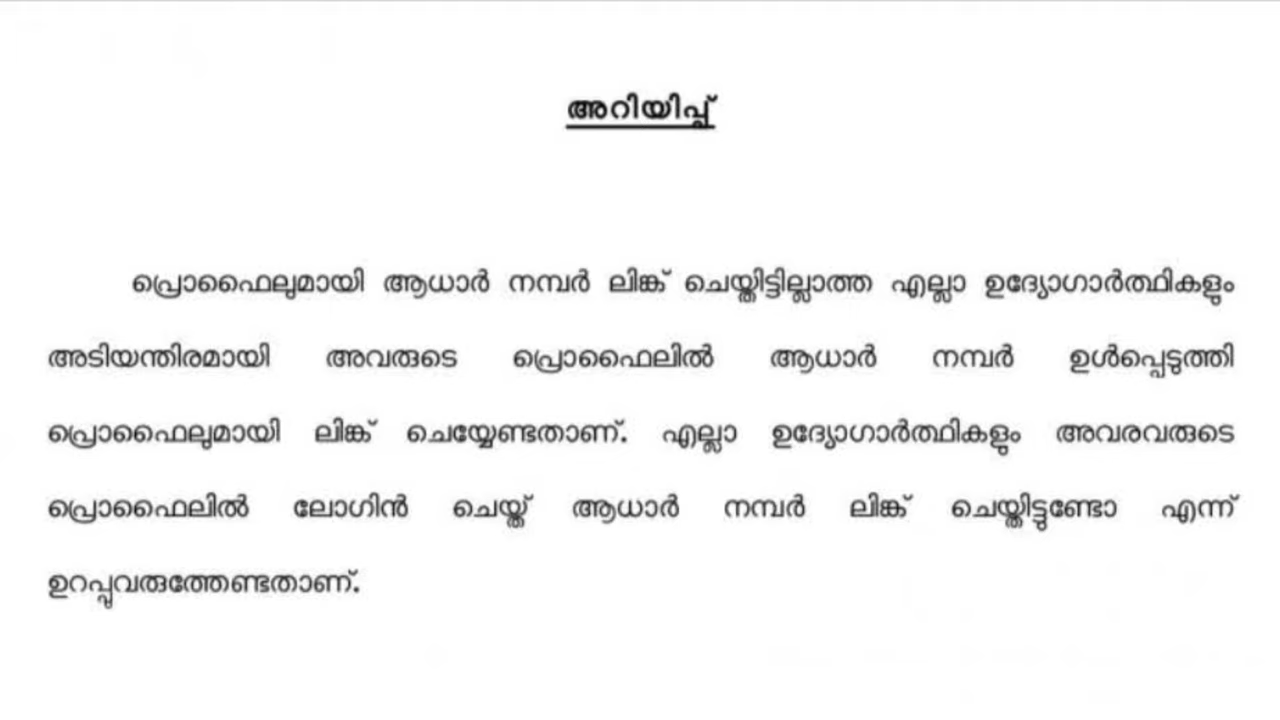 അറിയിപ്പ്
പ്രൊഫൈലുമായി ആധാർ നമ്പർ ലിങ്ക് ചെയ്തിട്ടില്ലാത്ത എല്ലാ ഉദ്യോഗാർത്ഥികളും
അടിയന്തിരമായി അവരുടെ പ്രൊഫൈലിൽ ആധാർ നമ്പർ ഉൾപ്പെടുത്തി
പ്രൊഫൈലുമായി ലിങ്ക് ചെയ്യേണ്ടതാണ്. എല്ലാ ഉദ്യോഗാർത്ഥികളും അവരവരുടെ
പ്രൊഫൈലിൽ ലോഗിൻ ചെയ്ത് ആധാർ നമ്പർ ലിങ്ക് ചെയ്തിട്ടുണ്ടോ എന്ന്
ഉറപ്പുവരുത്തേണ്ടതാണ്.